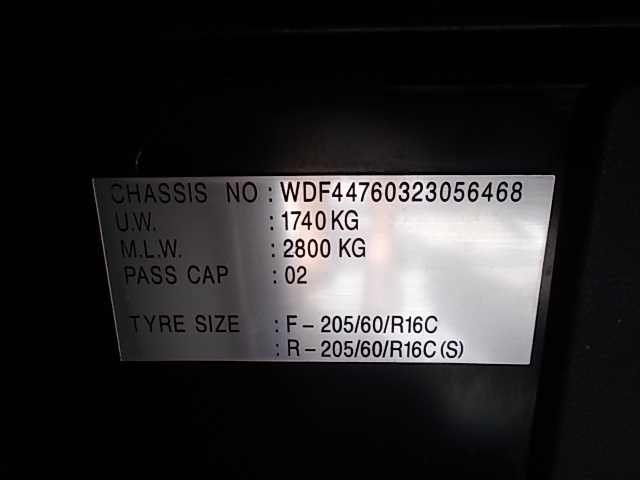 CHASSIS NO : WDF44760323056468
U.W. : 1740 KG
M.L.W. : 2800 KG
PASS CAP : 02
TYRE SIZE : F - 205/60/R16C
: R - 205/60/R16C (S)